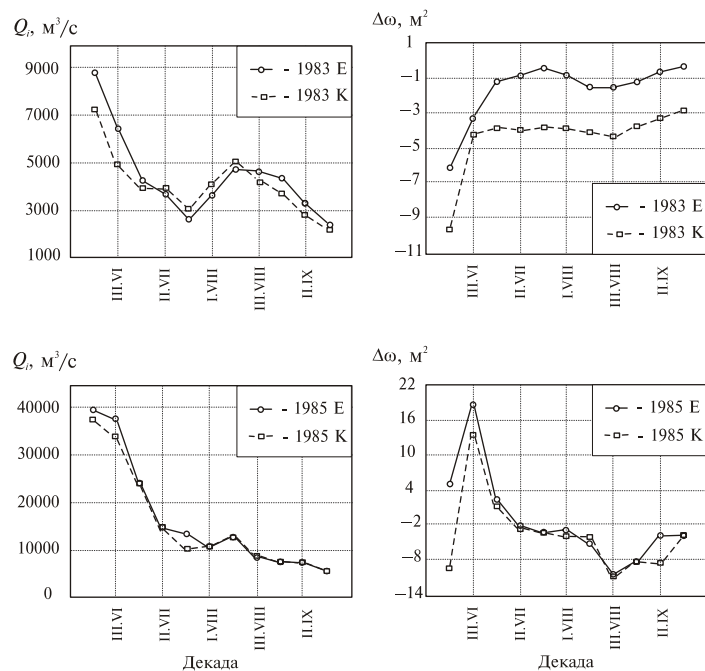 Qi, м³/с
9000
7000
5000
3000
1000
1983 Е
1983 К
III.VI
II.VII
I.VIII
III.VIII
II.IX
Δω, м²
1
−1
−3
−5
−7
−9
−11
1983 Е
1983 К
III.VI
II.VII
I.VIII
III.VIII
II.IX
Qi, м³/с
40000
30000
20000
10000
0
1985 Е
1985 К
III.VI
II.VII
I.VIII
III.VIII
II.IX
Декада
Δω, м²
22
16
10
4
−2
−8
−14
1985 Е
1985 К
III.VI
II.VII
I.VIII
III.VIII
II.IX
Декада